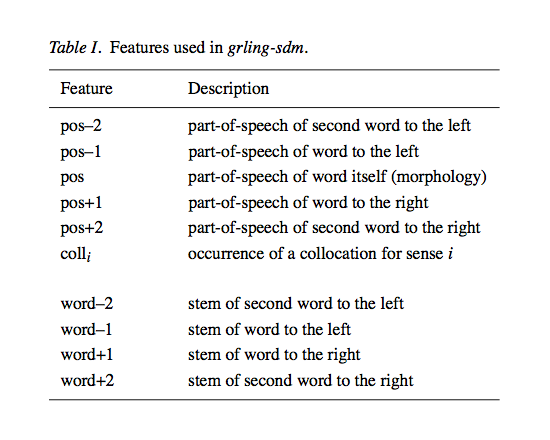 Table I. Features used in grling-sdm.
Feature Description
pos–2 part-of-speech of second word to the left
pos–1 part-of-speech of word to the left
pos part-of-speech of word itself (morphology)
pos+1 part-of-speech of word to the right
pos+2 part-of-speech of second word to the right
coll_i occurrence of a collocation for sense i
word–2 stem of second word to the left
word–1 stem of word to the left
word+1 stem of word to the right
word+2 stem of second word to the right